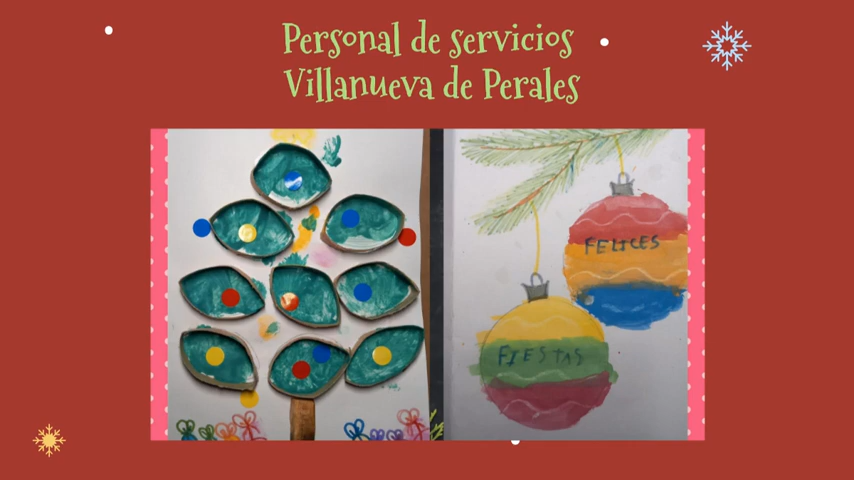 Personal de servicios
Villanueva de Perales
FELICES
FIESTAS